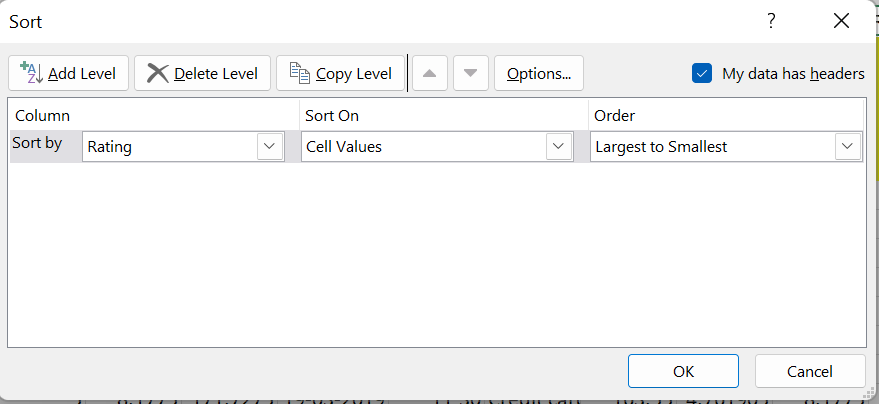 Sort ?
Add Level Delete Level Copy Level Options... My data has headers
Column Sort On Order
Sort by Rating Cell Values Largest to Smallest
OK Cancel